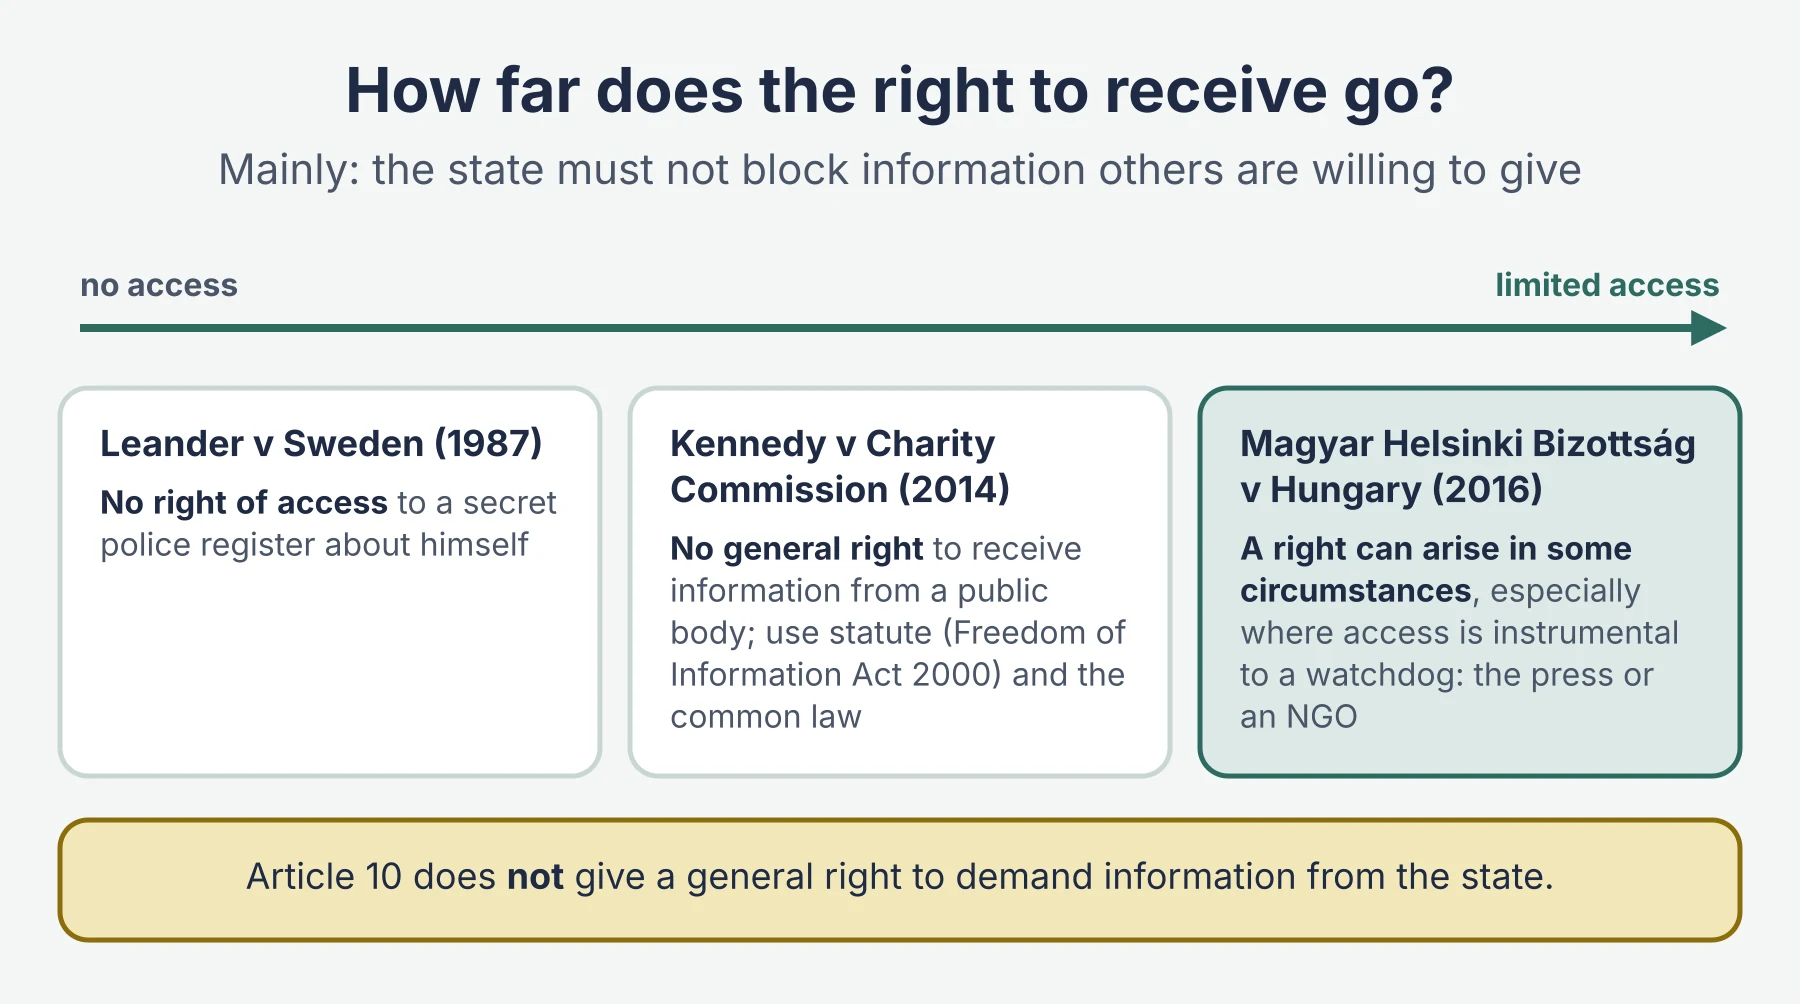 How far does the right to receive go?
Mainly: the state must not block information others are willing to give
no access
limited access
Leander v Sweden (1987)
No right of access to a secret
police register about himself
Kennedy v Charity
Commission (2014)
No general right to receive
information from a public
body; use statute (Freedom of
Information Act 2000) and the
common law
Magyar Helsinki Bizottság
v Hungary (2016)
A right can arise in some
circumstances, especially
where access is instrumental
to a watchdog: the press or
an NGO
Article 10 does not give a general right to demand information from the state.